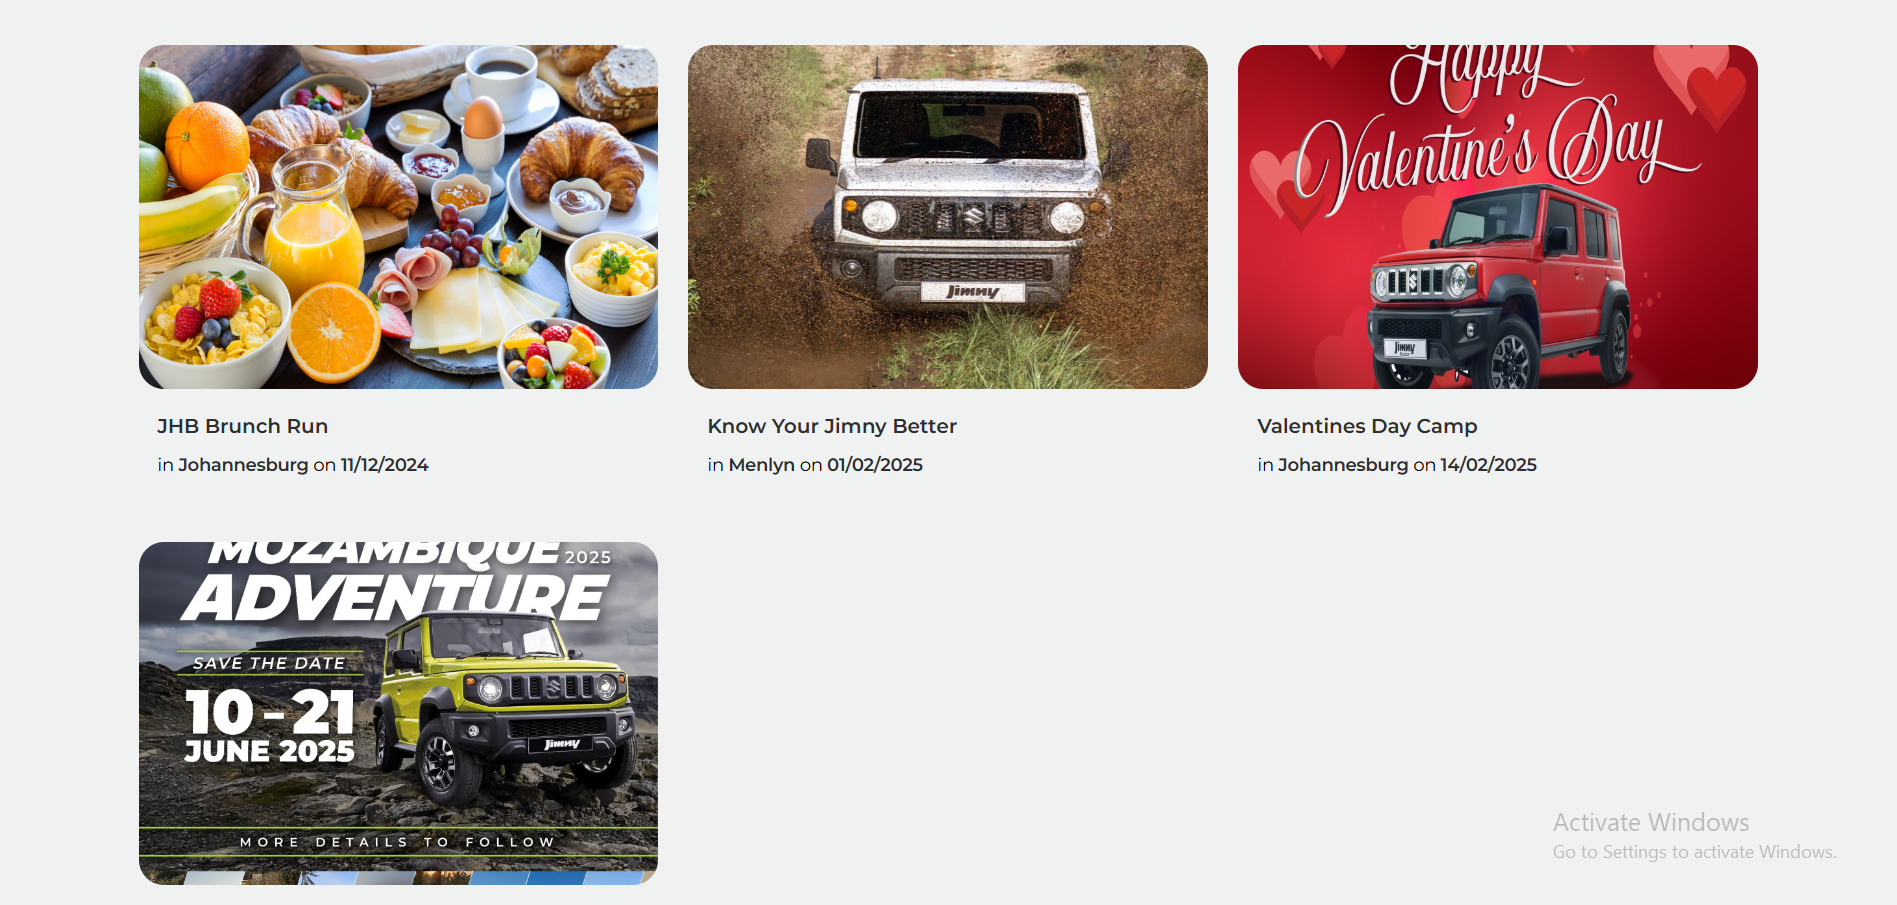 Jimny
Happy
Valentine's Day
Jimny
JHB Brunch Run
in Johannesburg on 11/12/2024
Know Your Jimny Better
in Menlyn on 01/02/2025
Valentines Day Camp
in Johannesburg on 14/02/2025
MOZAMBIQUE 2025
ADVENTURE
SAVE THE DATE
10 - 21
JUNE 2025
Jimny
MORE DETAILS TO FOLLOW
Activate Windows
Go to Settings to activate Windows.